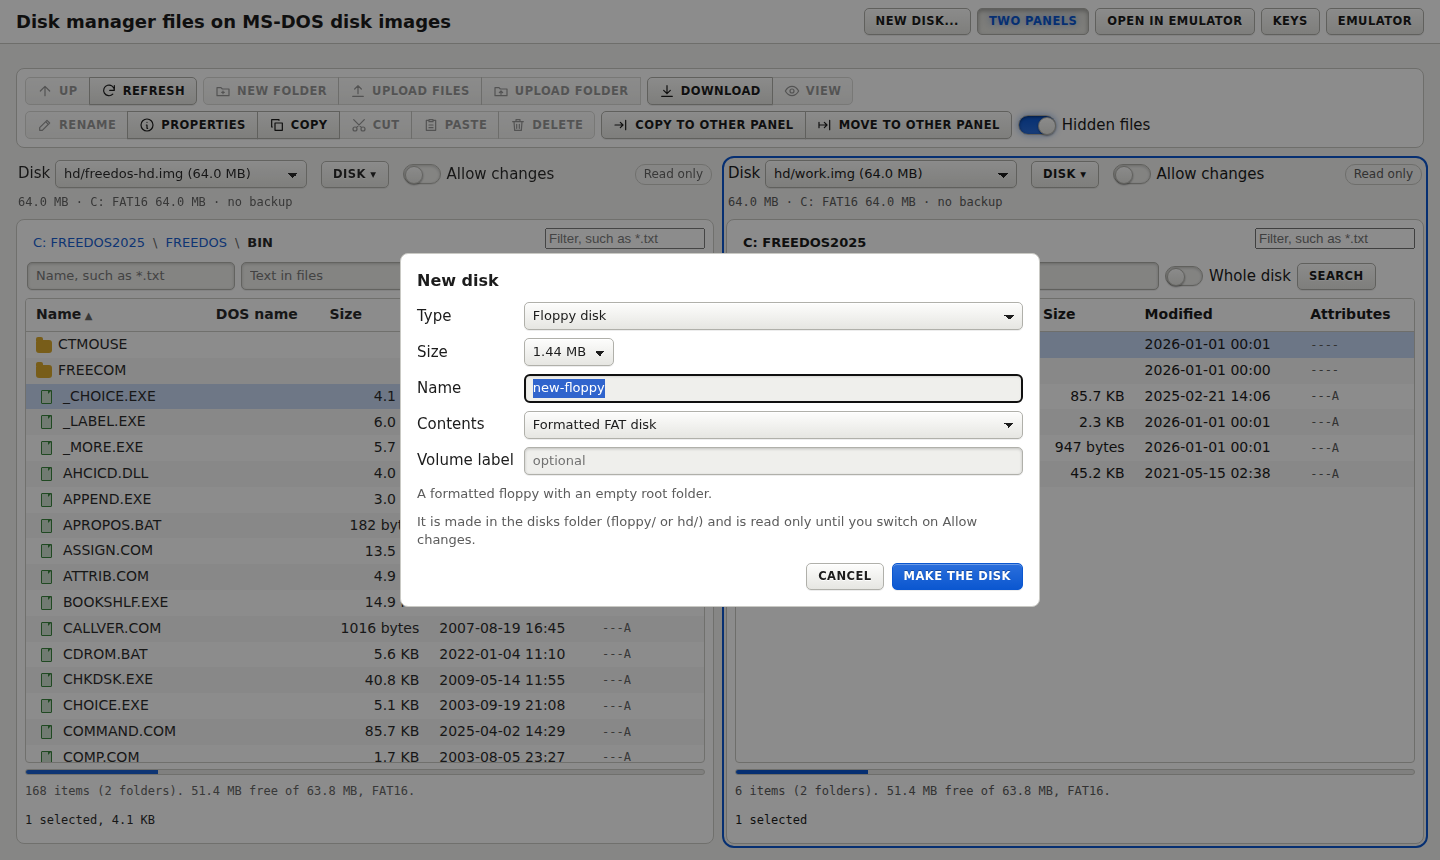 Disk manager files on MS-DOS disk images
NEW DISK... TWO PANELS OPEN IN EMULATOR KEYS EMULATOR
UP REFRESH NEW FOLDER UPLOAD FILES UPLOAD FOLDER DOWNLOAD VIEW
RENAME PROPERTIES COPY CUT PASTE DELETE COPY TO OTHER PANEL MOVE TO OTHER PANEL Hidden files
Disk hd/freedos-hd.img (64.0 MB) DISK ▾ Allow changes Read only
64.0 MB · C: FAT16 64.0 MB · no backup
C: FREEDOS2025 \ FREEDOS \ BIN Filter, such as *.txt
Name, such as *.txt Text in files
Name ▲ DOS name Size
CTMOUSE
FREECOM
_CHOICE.EXE 4.1
_LABEL.EXE 6.0
_MORE.EXE 5.7
AHCICD.DLL 4.0
APPEND.EXE 3.0
APROPOS.BAT 182
ASSIGN.COM 13.5
ATTRIB.COM 4.9
BOOKSHLF.EXE 14.9
CALLVER.COM 1016 bytes 2007-08-19 16:45 ---A
CDROM.BAT 5.6 KB 2022-01-04 11:10 ---A
CHKDSK.EXE 40.8 KB 2009-05-14 11:55 ---A
CHOICE.EXE 5.1 KB 2003-09-19 21:08 ---A
COMMAND.COM 85.7 KB 2025-04-02 14:29 ---A
COMP.COM 1.7 KB 2003-08-05 23:27 ---A
168 items (2 folders). 51.4 MB free of 63.8 MB, FAT16.
1 selected, 4.1 KB
Disk hd/work.img (64.0 MB) DISK ▾ Allow changes Read only
64.0 MB · C: FAT16 64.0 MB · no backup
C: FREEDOS2025 Filter, such as *.txt
Whole disk SEARCH
Size Modified Attributes
2026-01-01 00:01 ----
2026-01-01 00:00 ----
85.7 KB 2025-02-21 14:06 ---A
2.3 KB 2026-01-01 00:01 ---A
947 bytes 2026-01-01 00:01 ---A
45.2 KB 2021-05-15 02:38 ---A
6 items (2 folders). 51.4 MB free of 63.8 MB, FAT16.
1 selected
New disk
Type Floppy disk
Size 1.44 MB
Name new-floppy
Contents Formatted FAT disk
Volume label optional
A formatted floppy with an empty root folder.
It is made in the disks folder (floppy/ or hd/) and is read only until you switch on Allow
changes.
CANCEL MAKE THE DISK